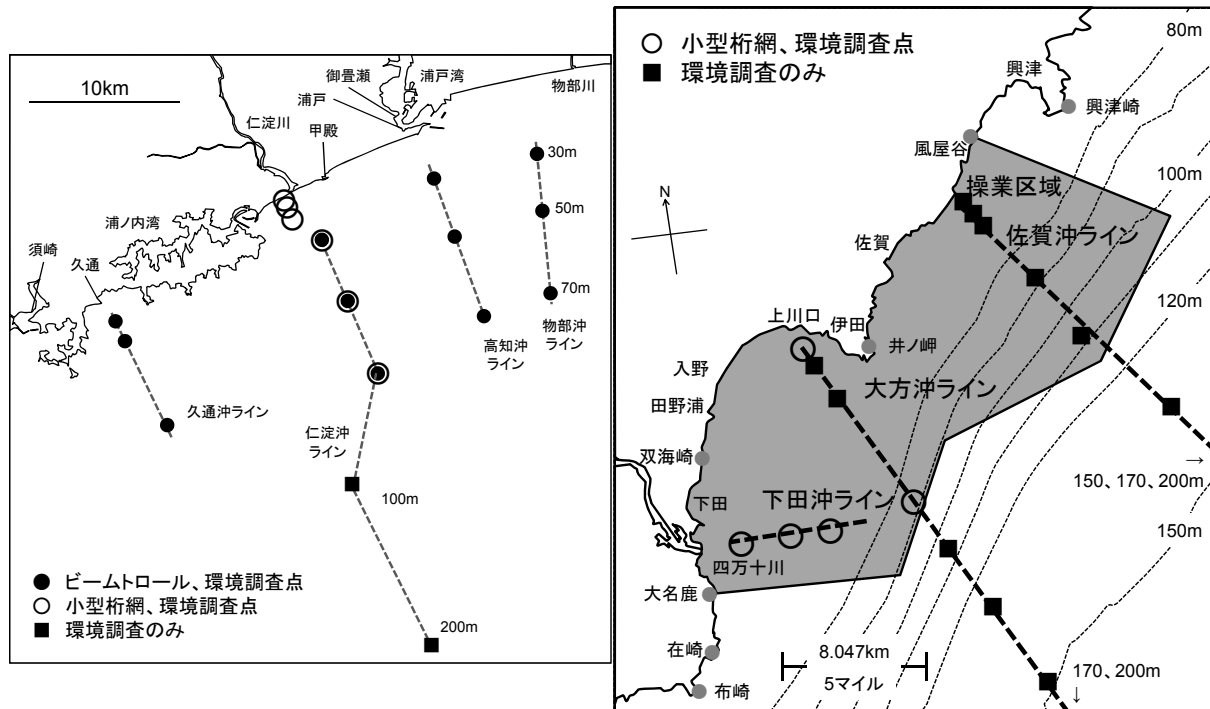 10km
御畳瀬
浦戸湾
物部川
浦戸
仁淀川
甲殿
30m
浦ノ内湾
須崎
久通
50m
70m
物部沖
ライン
高知沖
ライン
久通沖ライン
仁淀沖
ライン
100m
200m
● ビームトロール、環境調査点
○ 小型桁網、環境調査点
■ 環境調査のみ
○ 小型桁網、環境調査点
■ 環境調査のみ
80m
興津
興津崎
風屋谷
100m
N
操業区域
佐賀沖ライン
佐賀
120m
上川口
伊田
井ノ岬
入野
大方沖ライン
田野浦
双海崎
→
150、170、200m
下田
下田沖ライン
150m
四万十川
大名鹿
在崎
8.047km
5マイル
170、200m
↓
布崎